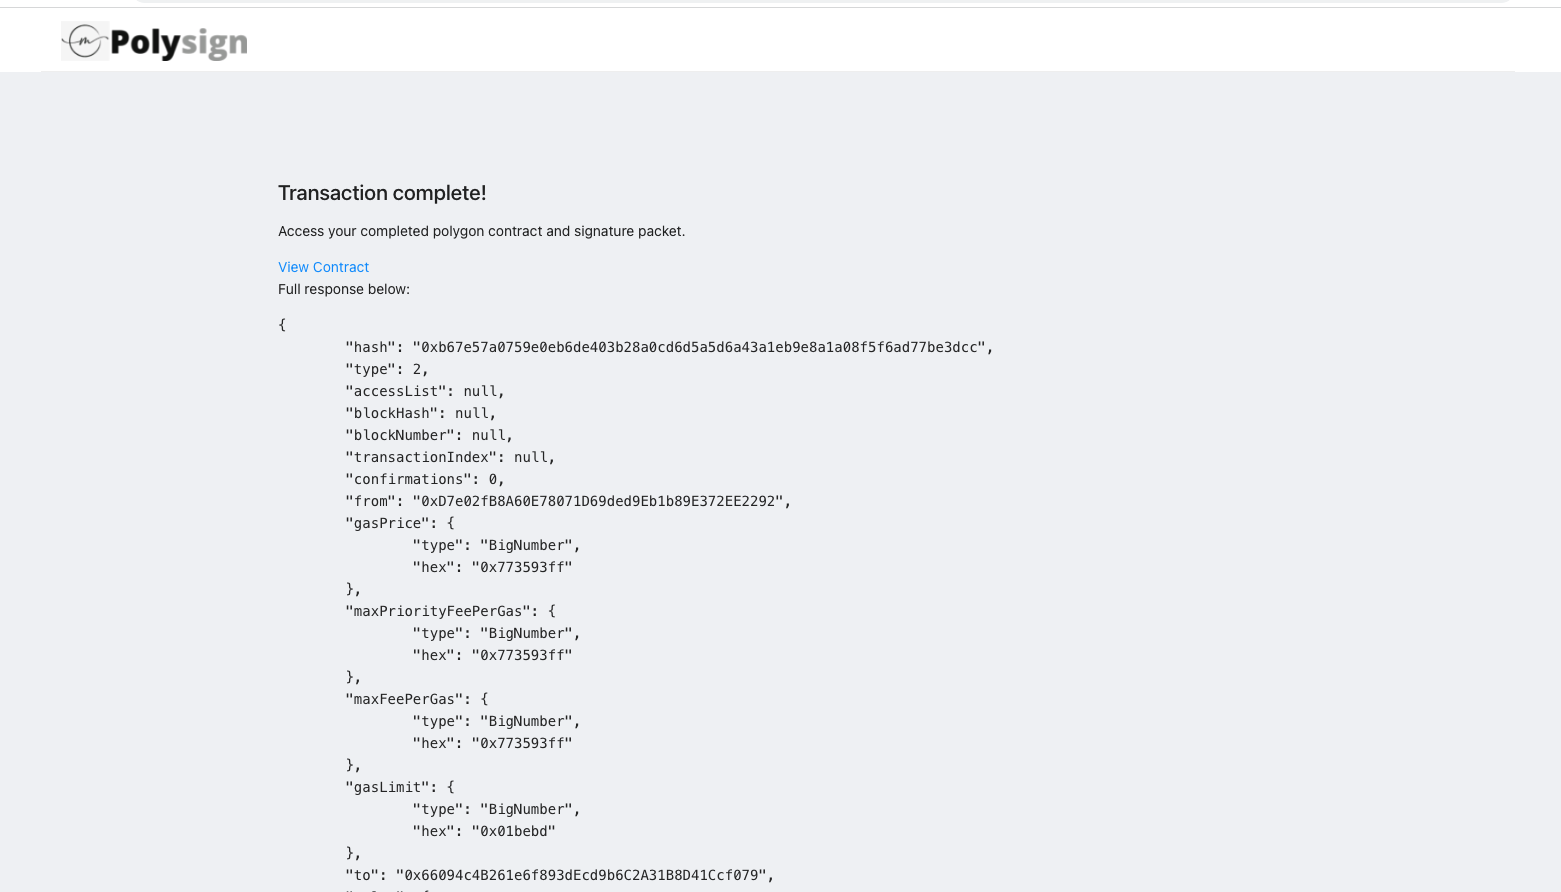 Polysign
Transaction complete!
Access your completed polygon contract and signature packet.
View Contract
Full response below:
{
"hash": "0xb67e57a0759e0eb6de403b28a0cd6d5a5d6a43a1eb9e8a1a08f5f6ad77be3dcc",
"type": 2,
"accessList": null,
"blockHash": null,
"blockNumber": null,
"transactionIndex": null,
"confirmations": 0,
"from": "0xD7e02fB8A60E78071D69ded9Eb1b89E372EE2292",
"gasPrice": {
"type": "BigNumber",
"hex": "0x773593ff"
},
"maxPriorityFeePerGas": {
"type": "BigNumber",
"hex": "0x773593ff"
},
"maxFeePerGas": {
"type": "BigNumber",
"hex": "0x773593ff"
},
"gasLimit": {
"type": "BigNumber",
"hex": "0x01bebd"
},
"to": "0x66094c4B261e6f893dEcd9b6C2A31B8D41Ccf079",